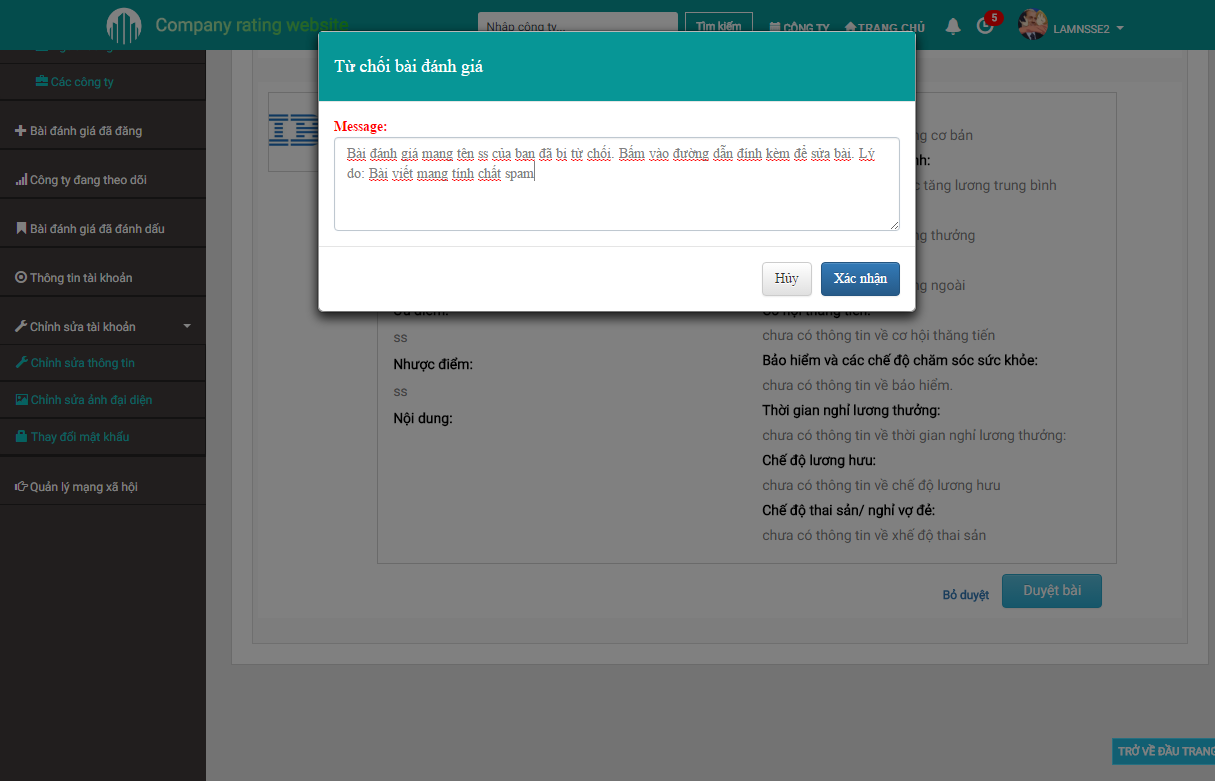 Company rating website
Nhập công ty...
Tìm kiếm
CÔNG TY
TRANG CHỦ
5
LAMNSSE2
Các công ty
Bài đánh giá đã đăng
Công ty đang theo dõi
Bài đánh giá đã đánh dấu
Thông tin tài khoản
Chỉnh sửa tài khoản
Chỉnh sửa thông tin
Chỉnh sửa ảnh đại diện
Thay đổi mật khẩu
Quản lý mạng xã hội
Từ chối bài đánh giá
Message:
Bài đánh giá mang tên ss của bạn đã bị từ chối. Bấm vào đường dẫn đính kèm để sửa bài. Lý
do: Bài viết mang tính chất spam
Hủy
Xác nhận
cơ bản
tăng lương trung bình
thưởng
ngoài
Ưu điểm:
ss
Nhược điểm:
ss
Nội dung:
Cơ hội thăng tiến:
chưa có thông tin về cơ hội thăng tiến
Bảo hiểm và các chế độ chăm sóc sức khỏe:
chưa có thông tin về bảo hiểm.
Thời gian nghỉ lương thưởng:
chưa có thông tin về thời gian nghỉ lương thưởng:
Chế độ lương hưu:
chưa có thông tin về chế độ lương hưu
Chế độ thai sản/ nghỉ vợ đẻ:
chưa có thông tin về xhế độ thai sản
Bỏ duyệt
Duyệt bài
TRỞ VỀ ĐẦU TRANG